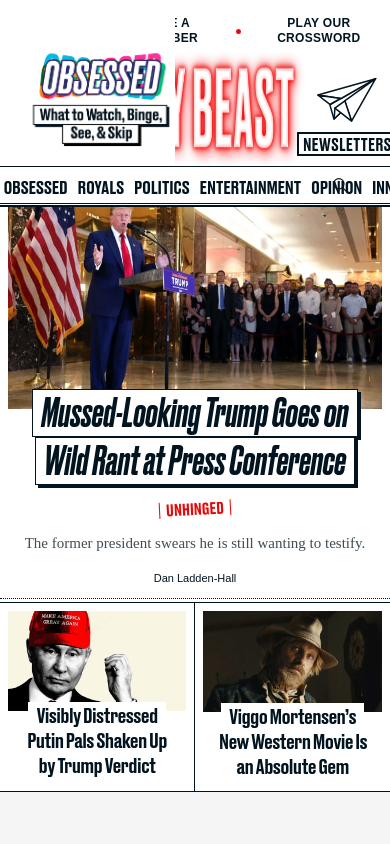 E A
PLAY OUR
BER
CROSSWORD
OBSESSED
What to Watch, Binge,
See, & Skip
Y BEAST
NEWSLETTERS
OBSESSED ROYALS POLITICS ENTERTAINMENT OPINION INN
TRUMP
Mussed-Looking Trump Goes on
Wild Rant at Press Conference
UNHINGED
The former president swears he is still wanting to testify.
Dan Ladden-Hall
MAKE AMERICA
GREAT AGAIN
Visibly Distressed
Putin Pals Shaken Up
by Trump Verdict
Viggo Mortensen’s
New Western Movie Is
an Absolute Gem